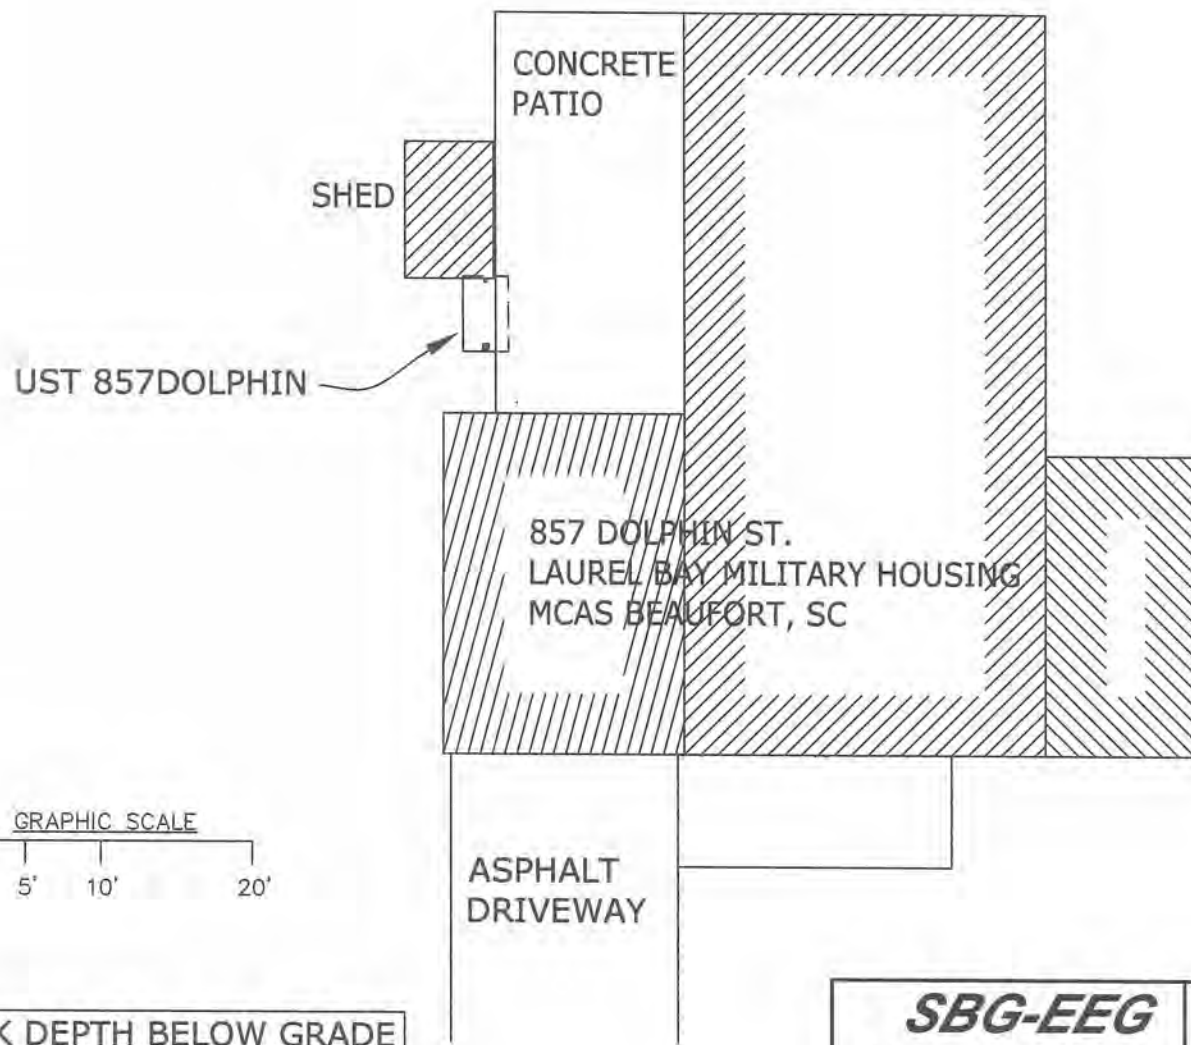 CONCRETE
PATIO
SHED
UST 857DOLPHIN
857 DOLPHIN ST.
LAUREL BAY MILITARY HOUSING
MCAS BEAUFORT, SC
GRAPHIC SCALE
5' 10' 20'
ASPHALT
DRIVEWAY
K DEPTH BELOW GRADE
SBG-EEG